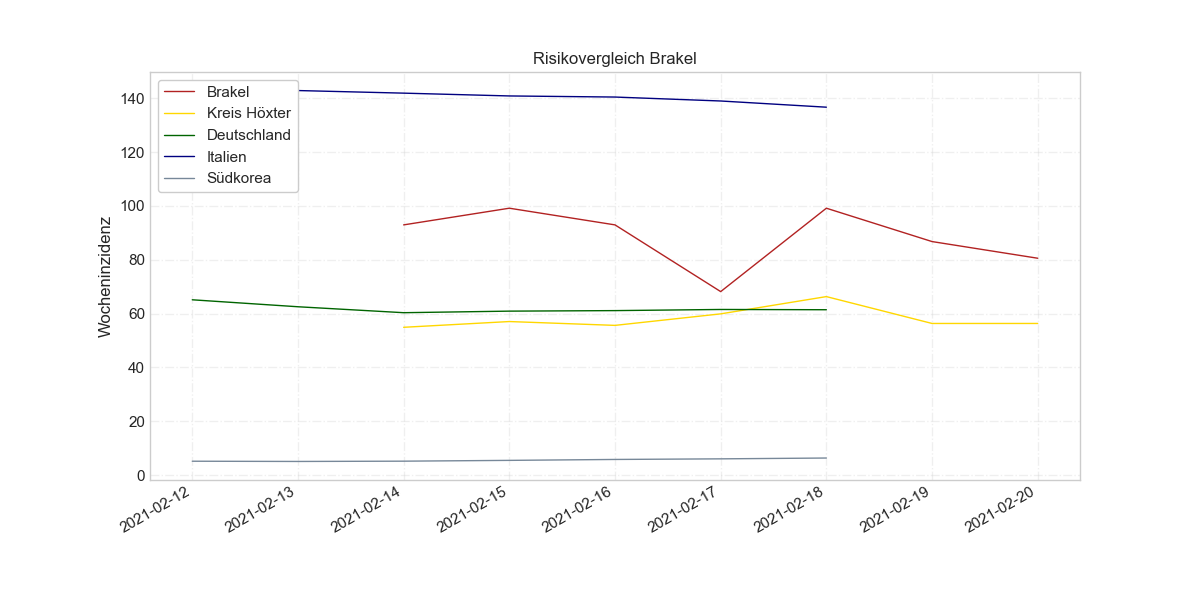 Risikovergleich Brakel
Brakel
Kreis Höxter
Deutschland
Italien
Südkorea
Wocheninzidenz
140
120
100
80
60
40
20
0
2021-02-12
2021-02-13
2021-02-14
2021-02-15
2021-02-16
2021-02-17
2021-02-18
2021-02-19
2021-02-20